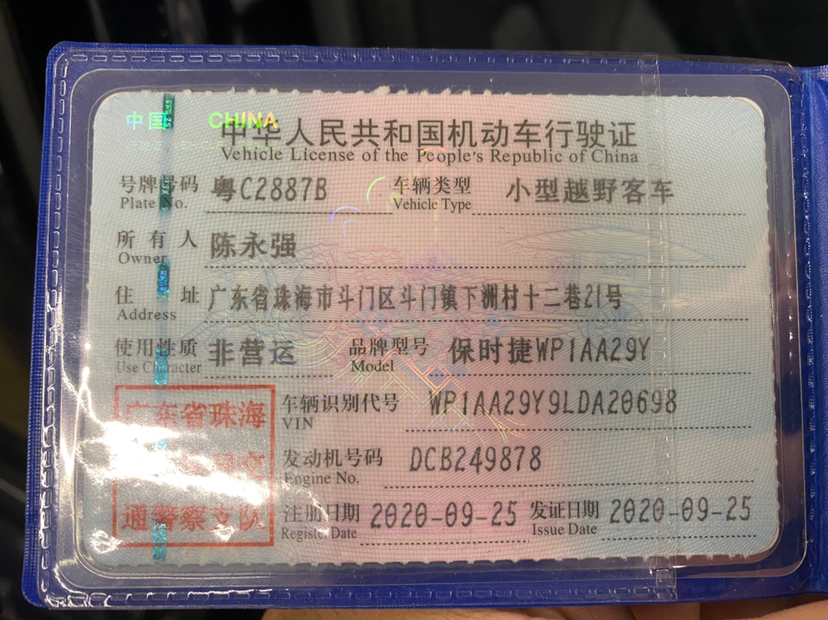 中国 CHINA
中华人民共和国机动车行驶证
Vehicle License of the People's Republic of China
号牌号码 粤C2887B 车辆类型 小型越野客车
Plate No. Vehicle Type
所有人 陈永强
Owner
住址 广东省珠海市斗门区斗门镇下洲村十二巷21号
Address
使用性质 非营运 品牌型号 保时捷WP1AA29Y
Use Character Model
广东省珠海
交
通警察支队
车辆识别代号 WP1AA29Y9LDA20698
VIN
发动机号码 DCB249878
Engine No.
注册日期 2020-09-25 发证日期 2020-09-25
Register Date Issue Date